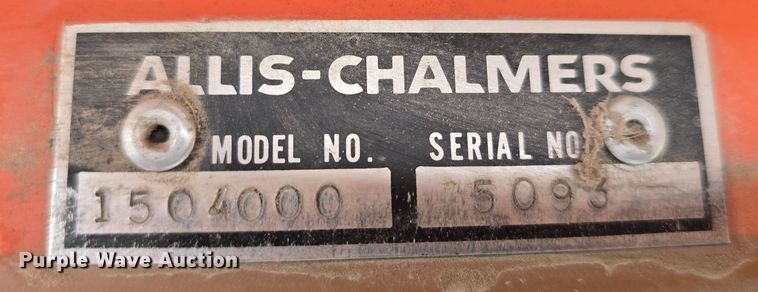 ALLIS-CHALMERS
MODEL NO. SERIAL NO.
1504000 5093
Purple Wave Auction